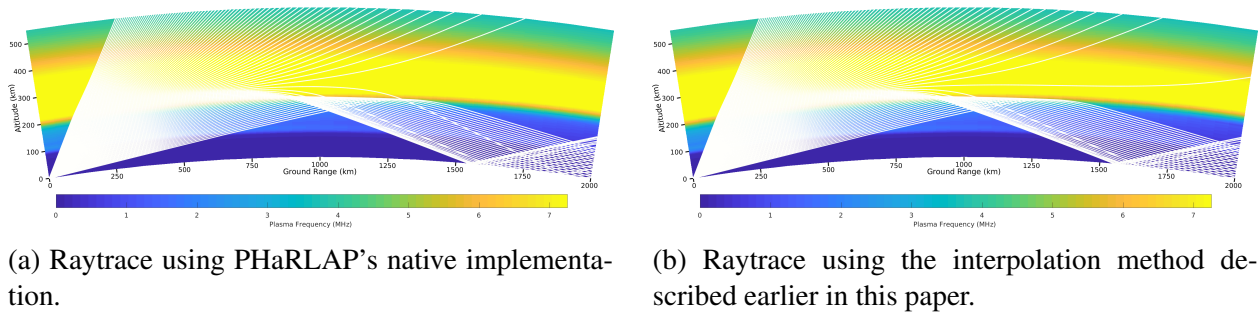 500
400
300
200
100
0
Altitude (km)
0
250
500
750
1000
1250
1500
1750
2000
Ground Range (km)
0 1 2 3 4 5 6 7
Plasma Frequency (MHz)
(a) Raytrace using PHaRLAP's native implementa-
tion.
500
400
300
200
100
0
Altitude (km)
0
250
500
750
1000
1250
1500
1750
2000
Ground Range (km)
0 1 2 3 4 5 6 7
Plasma Frequency (MHz)
(b) Raytrace using the interpolation method de-
scribed earlier in this paper.